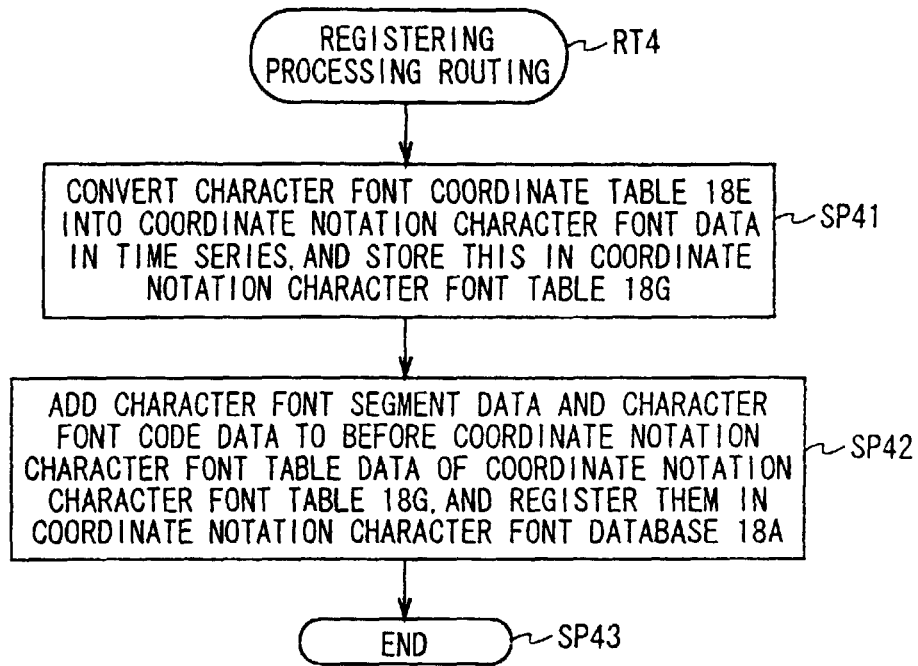 REGISTERING
PROCESSING ROUTING
RT4
CONVERT CHARACTER FONT COORDINATE TABLE 18E
INTO COORDINATE NOTATION CHARACTER FONT DATA
IN TIME SERIES, AND STORE THIS IN COORDINATE
NOTATION CHARACTER FONT TABLE 18G
SP41
ADD CHARACTER FONT SEGMENT DATA AND CHARACTER
FONT CODE DATA TO BEFORE COORDINATE NOTATION
CHARACTER FONT TABLE DATA OF COORDINATE NOTATION
CHARACTER FONT TABLE 18G, AND REGISTER THEM IN
COORDINATE NOTATION CHARACTER FONT DATABASE 18A
SP42
END
SP43